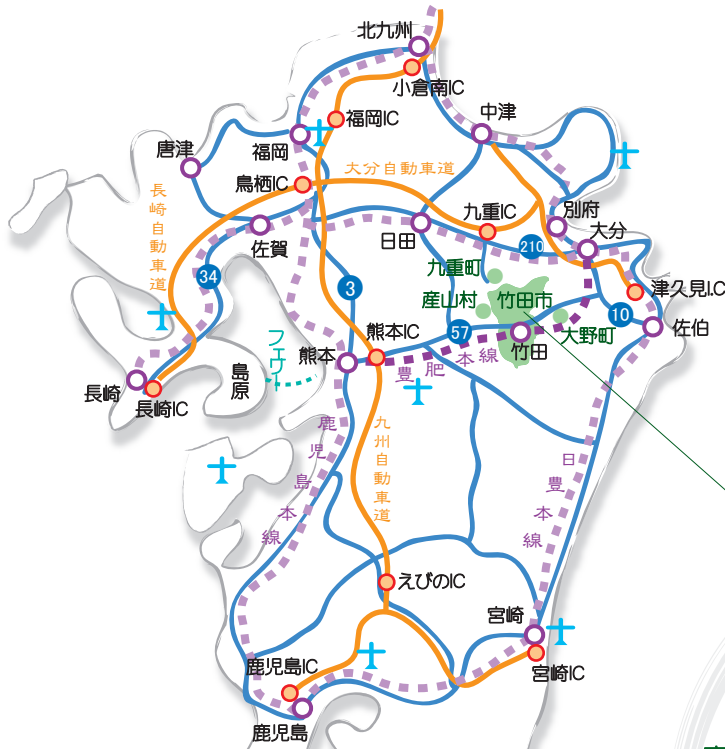 北九州
小倉南IC
福岡IC
中津
福岡
唐津
鳥栖IC
大分自動車道
長崎自動車道
佐賀
日田
九重IC
別府
大分
210
34
3
九重町
産山村
竹田市
津久見I.C
10
57
大野町
佐伯
熊本IC
熊本
竹田
豊肥本線
フェリー
島原
長崎
長崎IC
鹿児島本線
九州自動車道
日豊本線
えびのIC
宮崎
宮崎IC
鹿児島IC
鹿児島